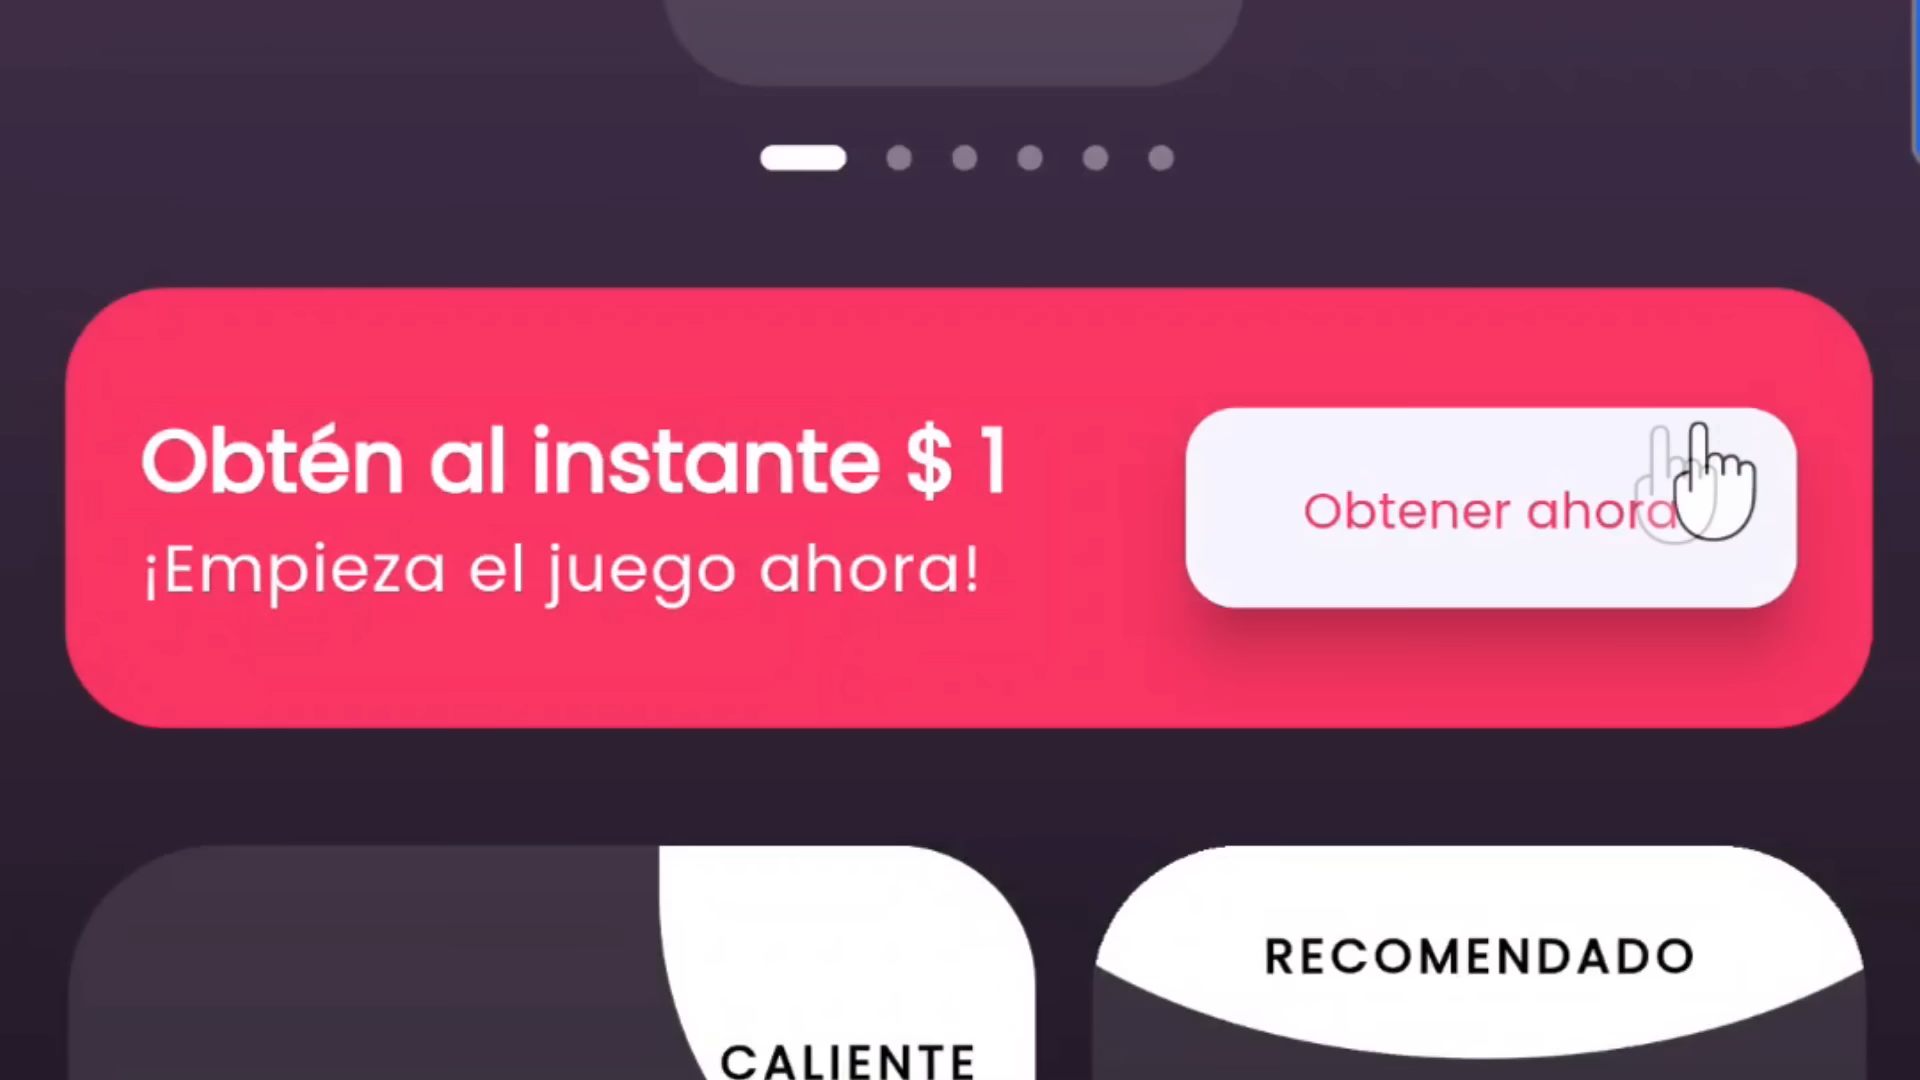 Obtén al instante $ 1
¡Empieza el juego ahora!
Obtener ahora
RECOMENDADO
CALIENTE